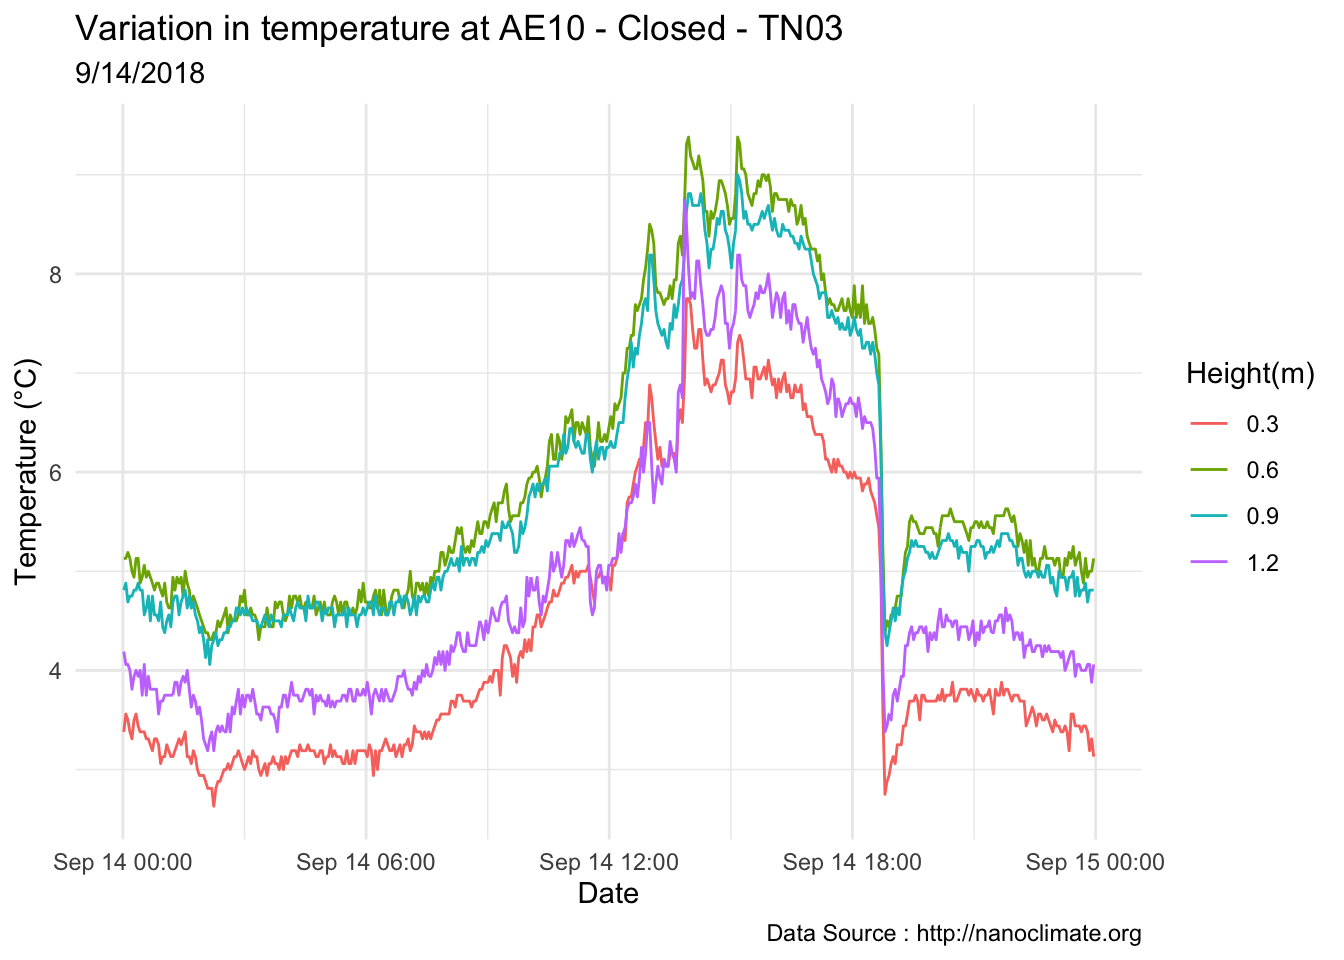 Variation in temperature at AE10 - Closed - TN03
9/14/2018
Temperature (°C)
8
6
4
Sep 14 00:00 Sep 14 06:00 Sep 14 12:00 Sep 14 18:00 Sep 15 00:00
Date
Height(m)
0.3
0.6
0.9
1.2
Data Source : http://nanoclimate.org